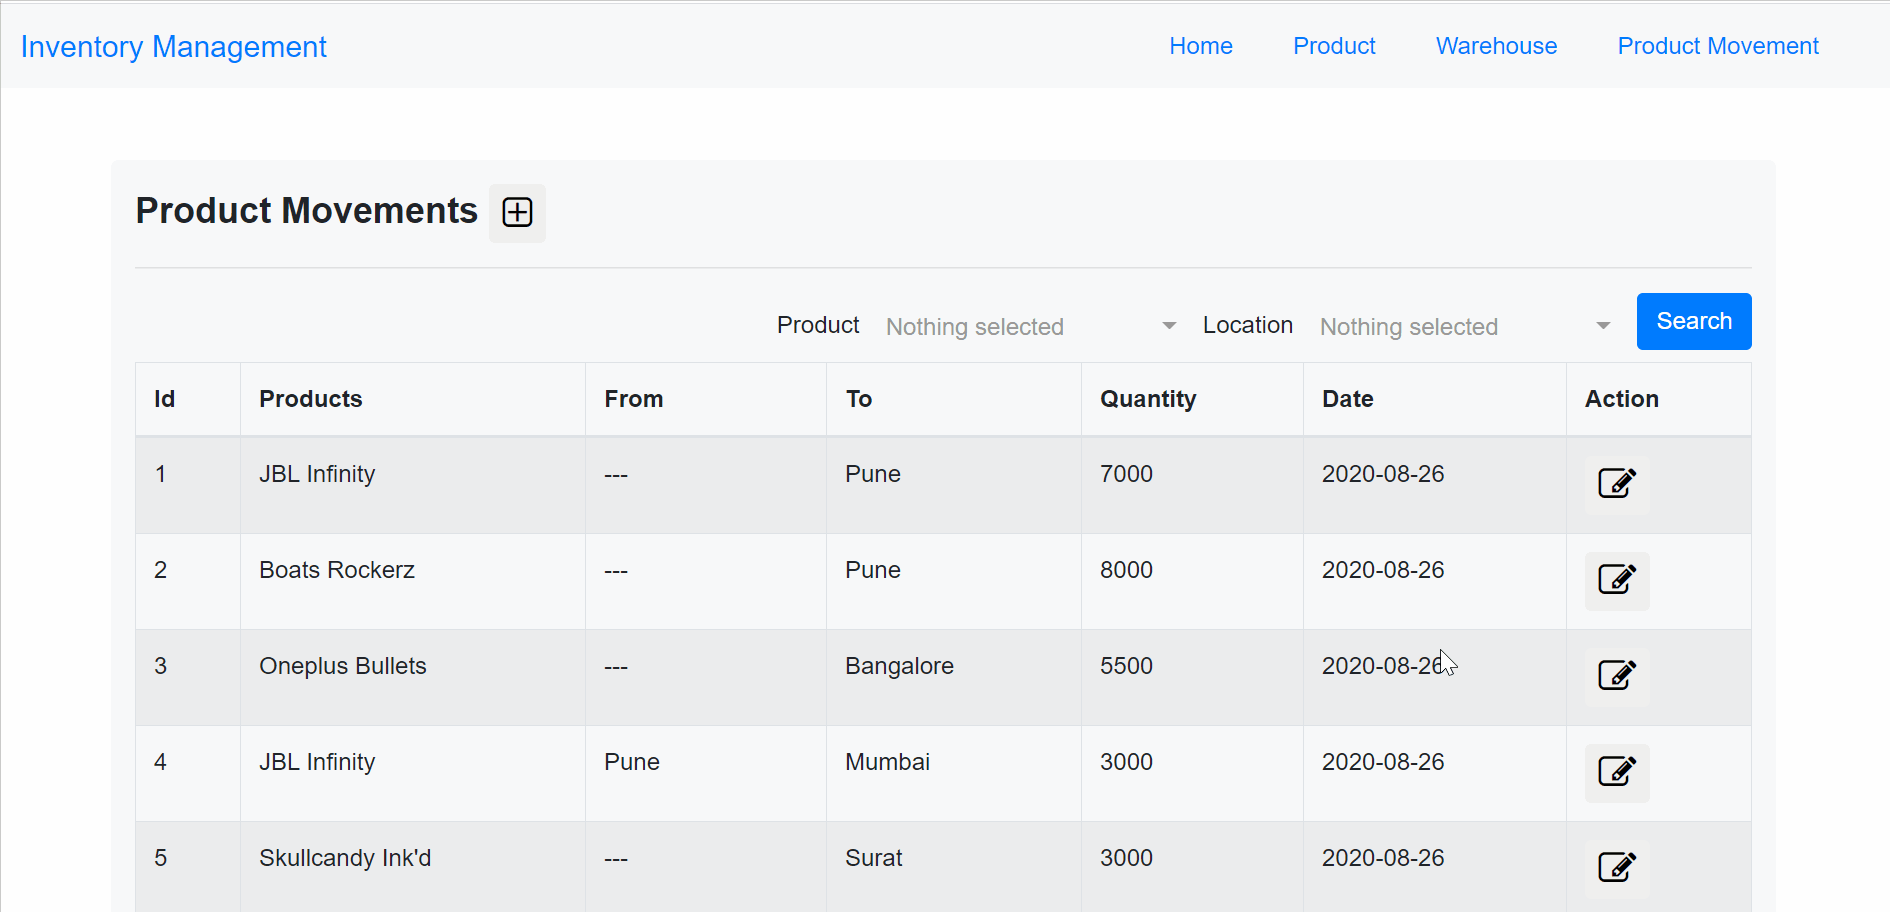 Inventory Management Home Product Warehouse Product Movement
Product Movements
Product Nothing selected Location Nothing selected Search
Id Products From To Quantity Date Action
1 JBL Infinity --- Pune 7000 2020-08-26
2 Boats Rockerz --- Pune 8000 2020-08-26
3 Oneplus Bullets --- Bangalore 5500 2020-08-26
4 JBL Infinity Pune Mumbai 3000 2020-08-26
5 Skullcandy Ink'd --- Surat 3000 2020-08-26